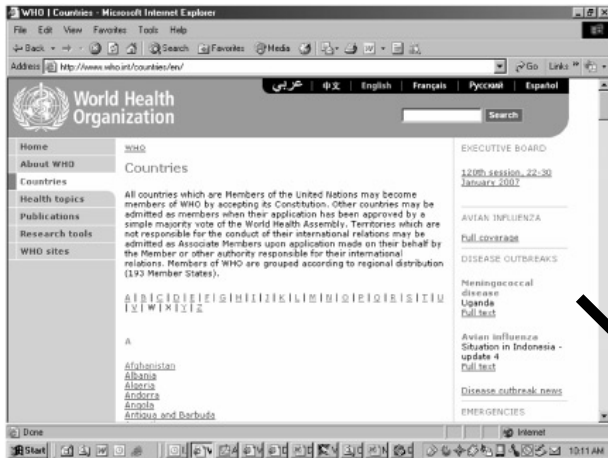 WHO | Countries - Microsoft Internet Explorer
File Edit View Favorites Tools Help
Back Search Favorites Media
Address http://www.who.int/countries/en/ Go Links
عربي | 中文 | English | Français | Русский | Español
World Health
Organization
Search
Home
About WHO
Countries
Health topics
Publications
Research tools
WHO sites
WHO
Countries
All countries which are Members of the United Nations may become
members of WHO by accepting its Constitution. Other countries may be
admitted as members when their application has been approved by a
simple majority vote of the World Health Assembly. Territories which are
not responsible for the conduct of their international relations may be
admitted as Associate Members upon application made on their behalf by
the Member or other authority responsible for their international
relations. Members of WHO are grouped according to regional distribution
(193 Member States).
A | B | C | D | E | F | G | H | I | J | K | L | M | N | O | P | Q | R | S | T | U
| V | W | X | Y | Z
A
Afghanistan
Albania
Algeria
Andorra
Angola
Antigua and Barbuda
EXECUTIVE BOARD
120th session, 22-30
January 2007
AVIAN INFLUENZA
Full coverage
DISEASE OUTBREAKS
Meningococcal
disease
Uganda
Full text
Avian influenza
Situation in Indonesia -
update 4
Full text
Disease outbreak news
EMERGENCIES
Done Internet
Start 10:11 AM